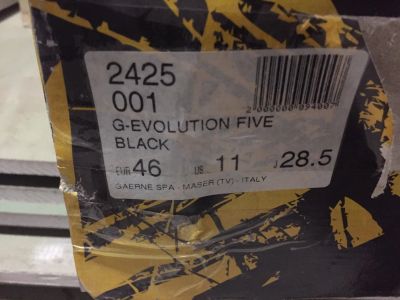 2425
001
G-EVOLUTION FIVE
BLACK
EUR 46 US 11 J 28.5
GAERNE SPA - MASER (TV) - ITALY